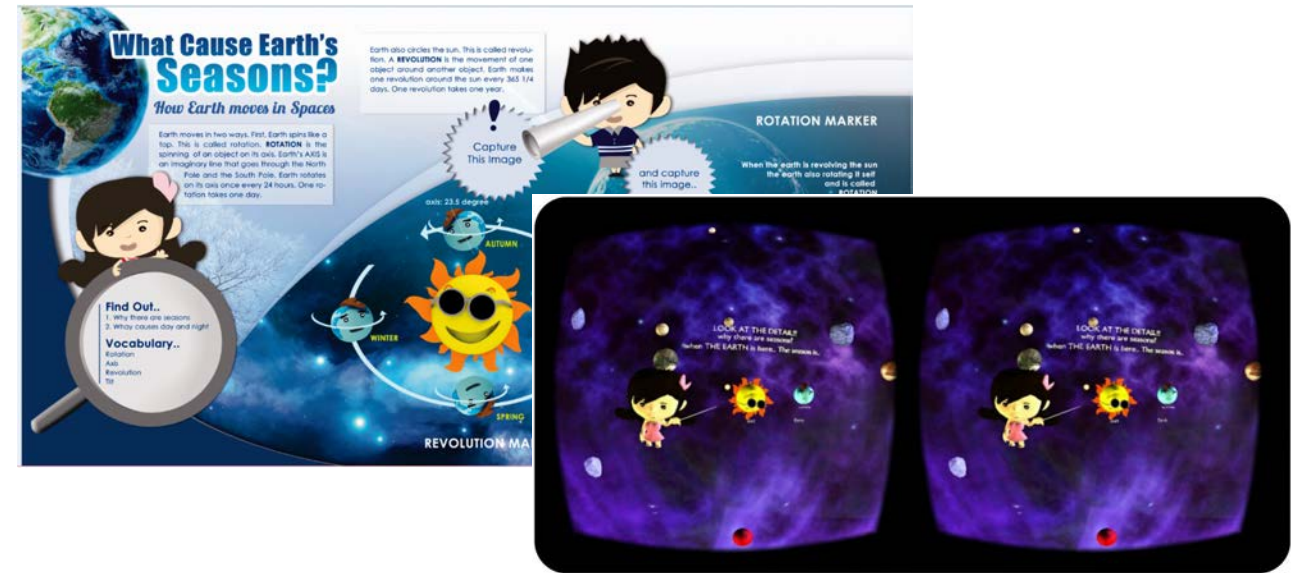 What Cause Earth's
Seasons?
How Earth moves in Spaces
Earth moves in two ways. First, Earth spins like a
top. This is called rotation. ROTATION is the
spinning of an object on its axis. Earth's AXIS is
an imaginary line that goes through the North
Pole and the South Pole. Earth rotates
on its axis once every 24 hours. One ro-
tation takes one day.
Earth also circles the sun. This is called revolu-
tion. A REVOLUTION is the movement of one
object around another object. Earth makes
one revolution around the sun every 365 1/4
days. One revolution takes one year.
!
Capture
This Image
and capture
this image..
ROTATION MARKER
When the earth is revolving the sun
the earth also rotating it self
and is called
ROTATION
axis: 23.5 degree
AUTUMN
WINTER
SPRING
REVOLUTION MA
Find Out..
1. Why there are seasons
2. Whay causes day and night
Vocabulary..
Rotation
Axis
Revolution
Tilt
LOOK AT THE DETAIL!!
why there are seasons?
when THE EARTH is here.. The season is..
LOOK AT THE DETAIL!!
why there are seasons?
when THE EARTH is here.. The season is..